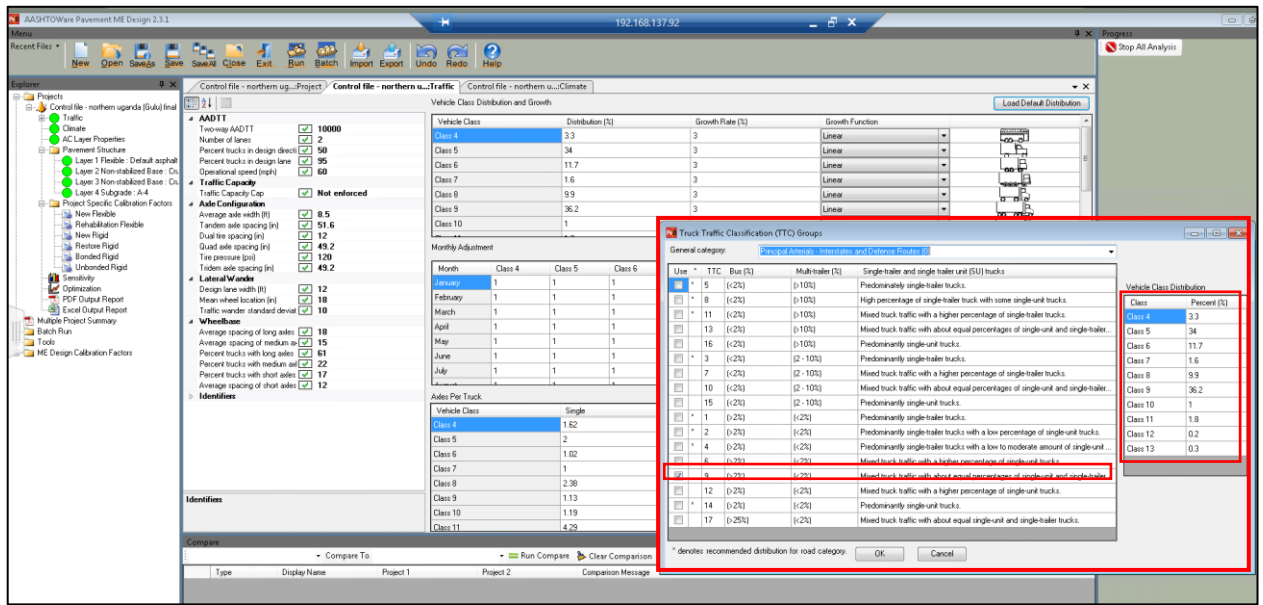 AASHTOWare Pavement ME Design 2.3.1
192.168.137.92
Menu
Progress
Recent Files
New Open SaveAs Save SaveAll Close Exit Run Batch Import Export Undo Redo Help
Stop All Analysis
Explorer
Projects
Control file - northern uganda (Gulu) final
Traffic
Climate
AC Layer Properties
Pavement Structure
Layer 1 Flexible : Default asphalt
Layer 2 Non-stabilized Base : Cru
Layer 3 Non-stabilized Base : Cru
Layer 4 Subgrade : A-4
Project Specific Calibration Factors
New Flexible
Rehabilitation Flexible
New Rigid
Restore Rigid
Bonded Rigid
Unbonded Rigid
Sensitivity
Optimization
PDF Output Report
Excel Output Report
Multiple Project Summary
Batch Run
Tools
ME Design Calibration Factors
Control file - northern ug...:Project
Control file - northern u...:Traffic
Control file - northern u...:Climate
AADTT
Two-way AADTT 10000
Number of lanes 2
Percent trucks in design directi 50
Percent trucks in design lane 95
Operational speed (mph) 60
Traffic Capacity
Traffic Capacity Cap Not enforced
Axle Configuration
Average axle width (ft) 8.5
Tandem axle spacing (in) 51.6
Dual tire spacing (in) 12
Quad axle spacing (in) 49.2
Tire pressure (psi) 120
Tridem axle spacing (in) 49.2
Lateral Wander
Design lane width (ft) 12
Mean wheel location (in) 18
Traffic wander standard deviat 10
Wheelbase
Average spacing of long axles 18
Average spacing of medium a 15
Percent trucks with long axles 61
Percent trucks with medium axl 22
Percent trucks with short axles 17
Average spacing of short axles 12
Identifiers
Identifiers
Vehicle Class Distribution and Growth
Load Default Distribution
Vehicle Class Distribution (%) Growth Rate (%) Growth Function
Class 4 3.3 3 Linear
Class 5 34 3 Linear
Class 6 11.7 3 Linear
Class 7 1.6 3 Linear
Class 8 9.9 3 Linear
Class 9 36.2 3 Linear
Class 10 1
Monthly Adjustment
Month Class 4 Class 5 Class 6
January 1 1 1
February 1 1 1
March 1 1 1
April 1 1 1
May 1 1 1
June 1 1 1
July 1 1 1
Axles Per Truck
Vehicle Class Single
Class 4 1.62
Class 5 2
Class 6 1.02
Class 7 1
Class 8 2.38
Class 9 1.13
Class 10 1.19
Class 11 4.29
Truck Traffic Classification (TTC) Groups
General category: Principal Arterials - Interstates and Defense Routes (0)
Use * TTC Bus (%) Multi-trailer (%) Single-trailer and single trailer unit (SU) trucks
* 5 (<2%) (>10%) Predominately single-trailer trucks.
* 8 (<2%) (>10%) High percentage of single-trailer truck with some single-unit trucks.
* 11 (<2%) (>10%) Mixed truck traffic with a higher percentage of single-trailer trucks.
13 (<2%) (>10%) Mixed truck traffic with about equal percentages of single-unit and single-trailer...
16 (<2%) (>10%) Predominantly single-unit trucks.
* 3 (<2%) (2 - 10%) Predominantly single-trailer trucks.
7 (<2%) (2 - 10%) Mixed truck traffic with a higher percentage of single-trailer trucks.
10 (<2%) (2 - 10%) Mixed truck traffic with about equal percentages of single-unit and single-trailer...
15 (<2%) (2 - 10%) Predominantly single-unit trucks.
* 1 (>2%) (<2%) Predominantly single-trailer trucks.
* 2 (>2%) (<2%) Predominantly single-trailer trucks with a low percentage of single-unit trucks.
* 4 (>2%) (<2%) Predominantly single-trailer trucks with a low to moderate amount of single-unit ...
6 (>2%) (<2%) Mixed truck traffic with a higher percentage of single-unit trucks.
9 (>2%) (<2%) Mixed truck traffic with about equal percentages of single-unit and single-trailer
12 (>2%) (<2%) Mixed truck traffic with a higher percentage of single-unit trucks.
* 14 (>2%) (<2%) Predominantly single-unit trucks.
17 (>25%) (<2%) Mixed truck traffic with about equal single-unit and single-trailer trucks.
* denotes recommended distribution for road category.
OK Cancel
Vehicle Class Distribution
Class Percent (%)
Class 4 3.3
Class 5 34
Class 6 11.7
Class 7 1.6
Class 8 9.9
Class 9 36.2
Class 10 1
Class 11 1.8
Class 12 0.2
Class 13 0.3
Compare
Compare To Run Compare Clear Comparison
Type Display Name Project 1 Project 2 Comparison Message